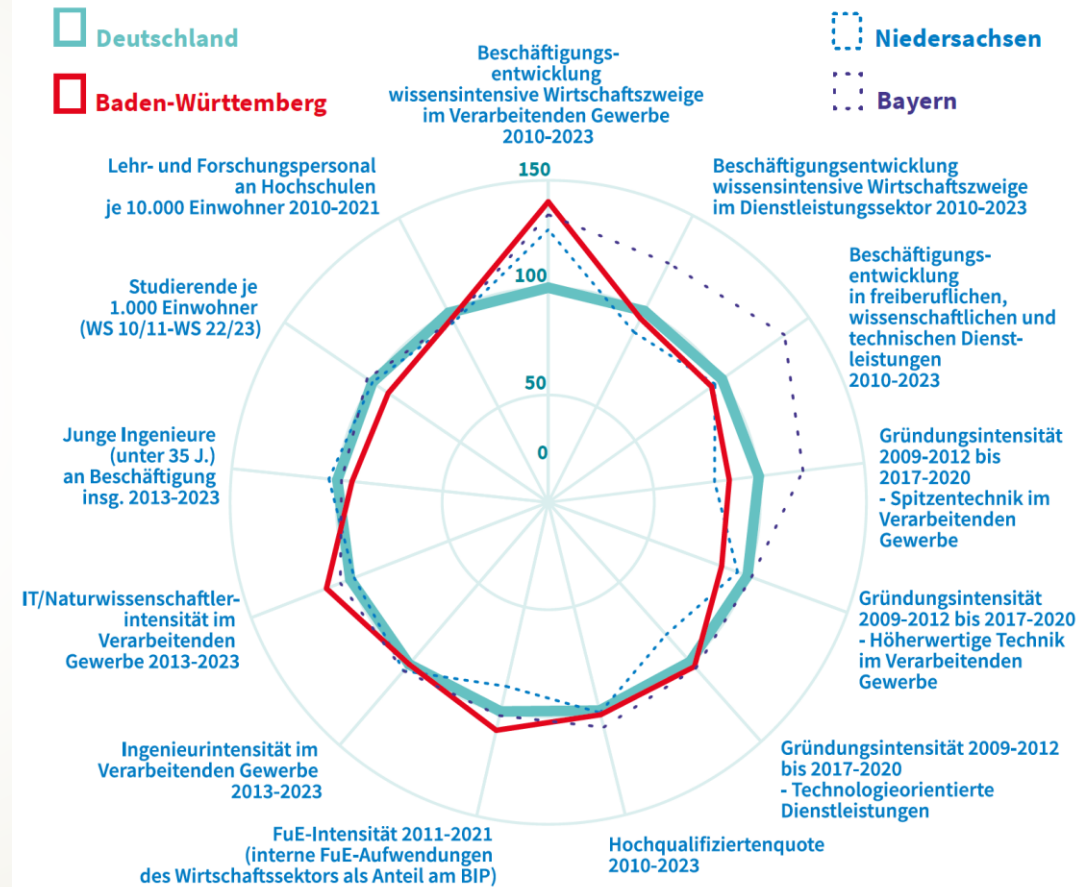 Deutschland
Baden-Württemberg
Niedersachsen
Bayern
Beschäftigungs-
entwicklung
wissensintensive Wirtschaftszweige
im Verarbeitenden Gewerbe
2010-2023
Beschäftigungsentwicklung
wissensintensive Wirtschaftszweige
im Dienstleistungssektor 2010-2023
Beschäftigungs-
entwicklung
in freiberuflichen,
wissenschaftlichen und
technischen Dienst-
leistungen
2010-2023
Gründungsintensität
2009-2012 bis
2017-2020
- Spitzentechnik im
Verarbeitenden
Gewerbe
Gründungsintensität
2009-2012 bis 2017-2020
- Höherwertige Technik
im Verarbeitenden
Gewerbe
Gründungsintensität 2009-2012
bis 2017-2020
- Technologieorientierte
Dienstleistungen
Hochqualifiziertenquote
2010-2023
FuE-Intensität 2011-2021
(interne FuE-Aufwendungen
des Wirtschaftssektors als Anteil am BIP)
Ingenieurintensität im
Verarbeitenden Gewerbe
2013-2023
IT/Naturwissenschaftler-
intensität im
Verarbeitenden
Gewerbe 2013-2023
Junge Ingenieure
(unter 35 J.)
an Beschäftigung
insg. 2013-2023
Studierende je
1.000 Einwohner
(WS 10/11-WS 22/23)
Lehr- und Forschungspersonal
an Hochschulen
je 10.000 Einwohner 2010-2021
150
100
50
0